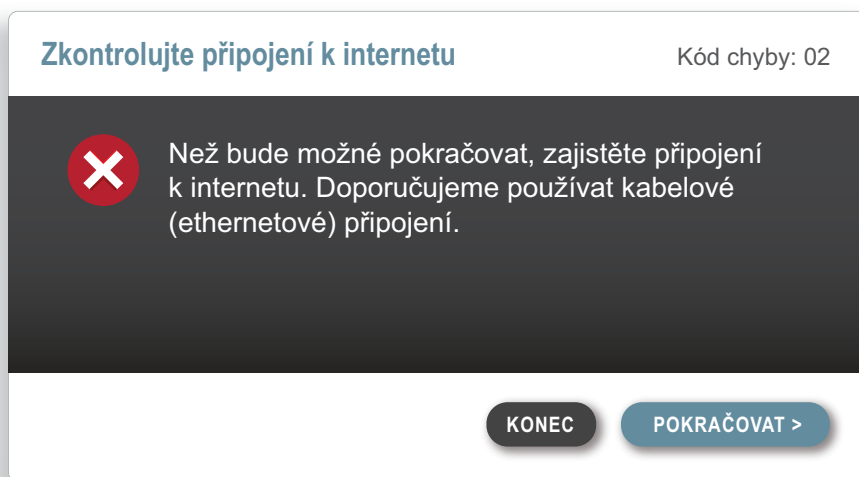 Zkontrolujte připojení k internetu
Kód chyby: 02
Než bude možné pokračovat, zajistěte připojení
k internetu. Doporučujeme používat kabelové
(ethernetové) připojení.
KONEC
POKRAČOVAT >